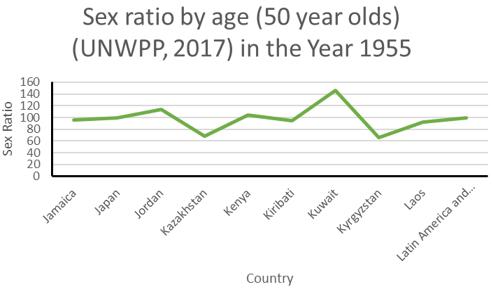 Sex ratio by age (50 year olds)
(UNWPP, 2017) in the Year 1955
Sex Ratio
160
140
120
100
80
60
40
20
0
Jamaica
Japan
Jordan
Kazakhstan
Kenya
Kiribati
Kuwait
Kyrgyzstan
Laos
Latin America and...
Country